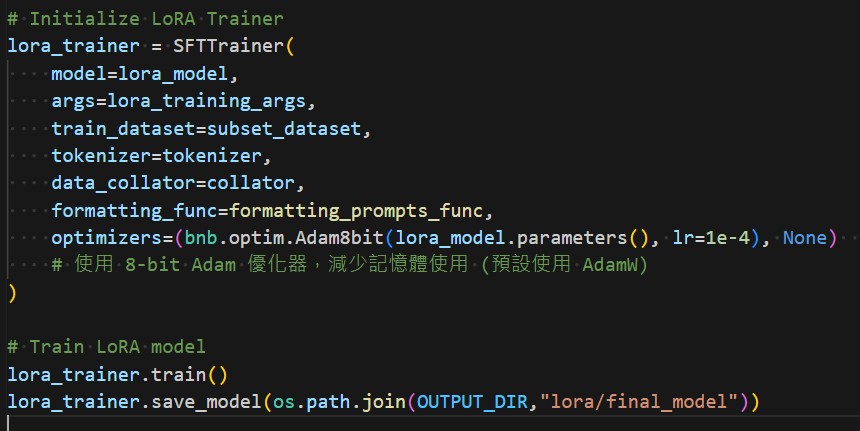 # Initialize LoRA Trainer
lora_trainer = SFTTrainer(
    model=lora_model,
    args=lora_training_args,
    train_dataset=subset_dataset,
    tokenizer=tokenizer,
    data_collator=collator,
    formatting_func=formatting_prompts_func,
    optimizers=(bnb.optim.Adam8bit(lora_model.parameters(), lr=1e-4), None)
    # 使用 8-bit Adam 優化器，減少記憶體使用 (預設使用 AdamW)
)
# Train LoRA model
lora_trainer.train()
lora_trainer.save_model(os.path.join(OUTPUT_DIR,"lora/final_model"))